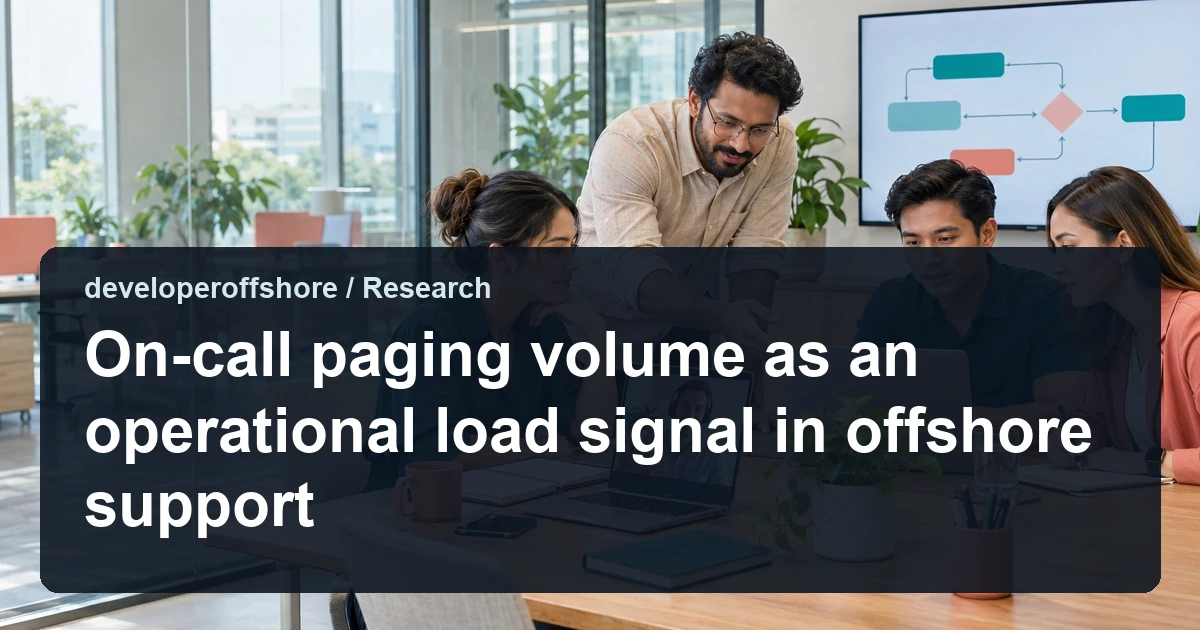 developeroffshore / Research
On-call paging volume as an
operational load signal in offshore
support